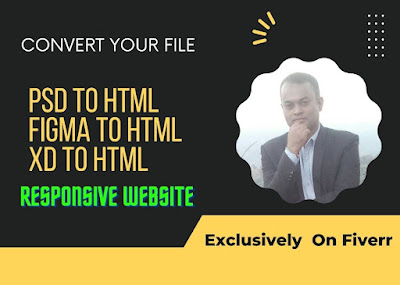 CONVERT YOUR FILE
PSD TO HTML
FIGMA TO HTML
XD TO HTML
RESPONSIVE WEBSITE
Exclusively On Fiverr